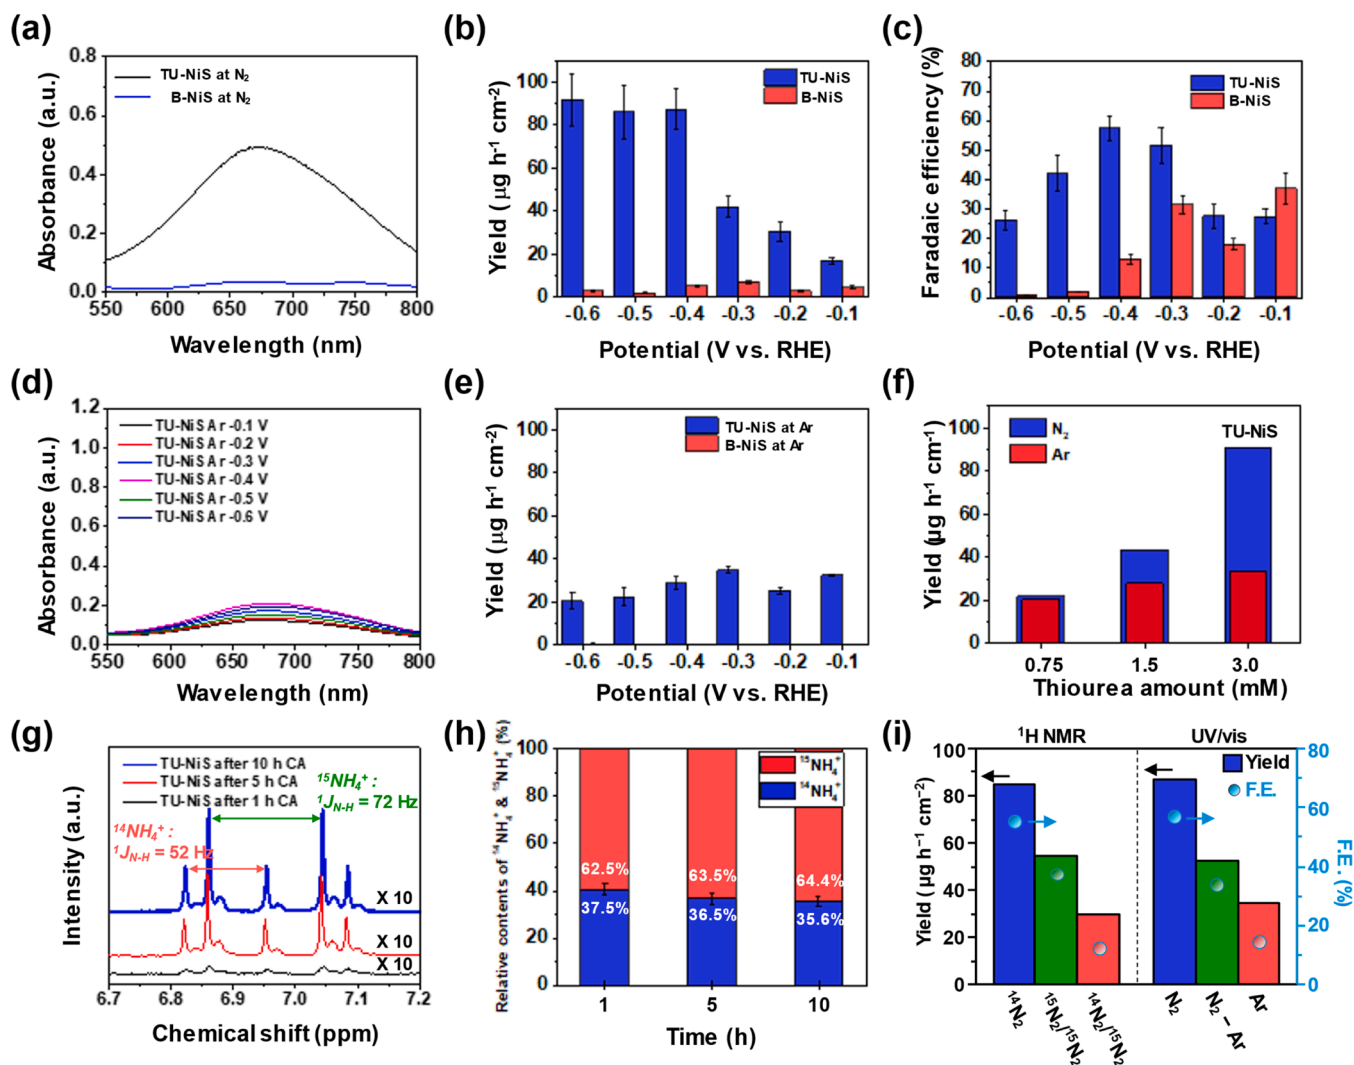 (a)
0.8
0.6
0.4
0.2
0.0
Absorbance (a.u.)
TU-NiS at N₂
B-NiS at N₂
550 600 650 700 750 800
Wavelength (nm)
(b)
100
80
60
40
20
0
Yield ( µg h⁻¹ cm⁻²)
TU-NiS
B-NiS
-0.6 -0.5 -0.4 -0.3 -0.2 -0.1
Potential (V vs. RHE)
(c)
80
70
60
50
40
30
20
10
0
Faradaic efficiency (%)
TU-NiS
B-NiS
-0.6 -0.5 -0.4 -0.3 -0.2 -0.1
Potential (V vs. RHE)
(d)
1.2
1.0
0.8
0.6
0.4
0.2
0.0
Absorbance (a.u.)
TU-NiS Ar -0.1 V
TU-NiS Ar -0.2 V
TU-NiS Ar -0.3 V
TU-NiS Ar -0.4 V
TU-NiS Ar -0.5 V
TU-NiS Ar -0.6 V
550 600 650 700 750 800
Wavelength (nm)
(e)
100
80
60
40
20
0
Yield ( µg h⁻¹ cm⁻²)
TU-NiS at Ar
B-NiS at Ar
-0.6 -0.5 -0.4 -0.3 -0.2 -0.1
Potential (V vs. RHE)
(f)
100
80
60
40
20
0
Yield (µg h⁻¹ cm⁻¹)
N₂
Ar
TU-NiS
0.75 1.5 3.0
Thiourea amount (mM)
(g)
Intensity (a.u.)
TU-NiS after 10 h CA
TU-NiS after 5 h CA
TU-NiS after 1 h CA
¹⁵NH₄⁺ :
¹J_N-H = 72 Hz
¹⁴NH₄⁺ :
¹J_N-H = 52 Hz
X 10
X 10
X 10
6.7 6.8 6.9 7.0 7.1 7.2
Chemical shift (ppm)
(h)
100
80
60
40
20
0
Relative contents of ¹⁴NH₄⁺ & ¹⁵NH₄⁺ (%)
¹⁵NH₄⁺
¹⁴NH₄⁺
62.5% 63.5% 64.4%
37.5% 36.5% 35.6%
1 5 10
Time (h)
(i)
¹H NMR UV/vis
100
80
60
40
20
0
Yield (µg h⁻¹ cm⁻²)
Yield
F.E.
80
60
40
20
0
F.E. (%)
¹⁴N₂
¹⁵N₂/¹⁵N₂
¹⁴N₂/¹⁵N₂
N₂
N₂ – Ar
Ar